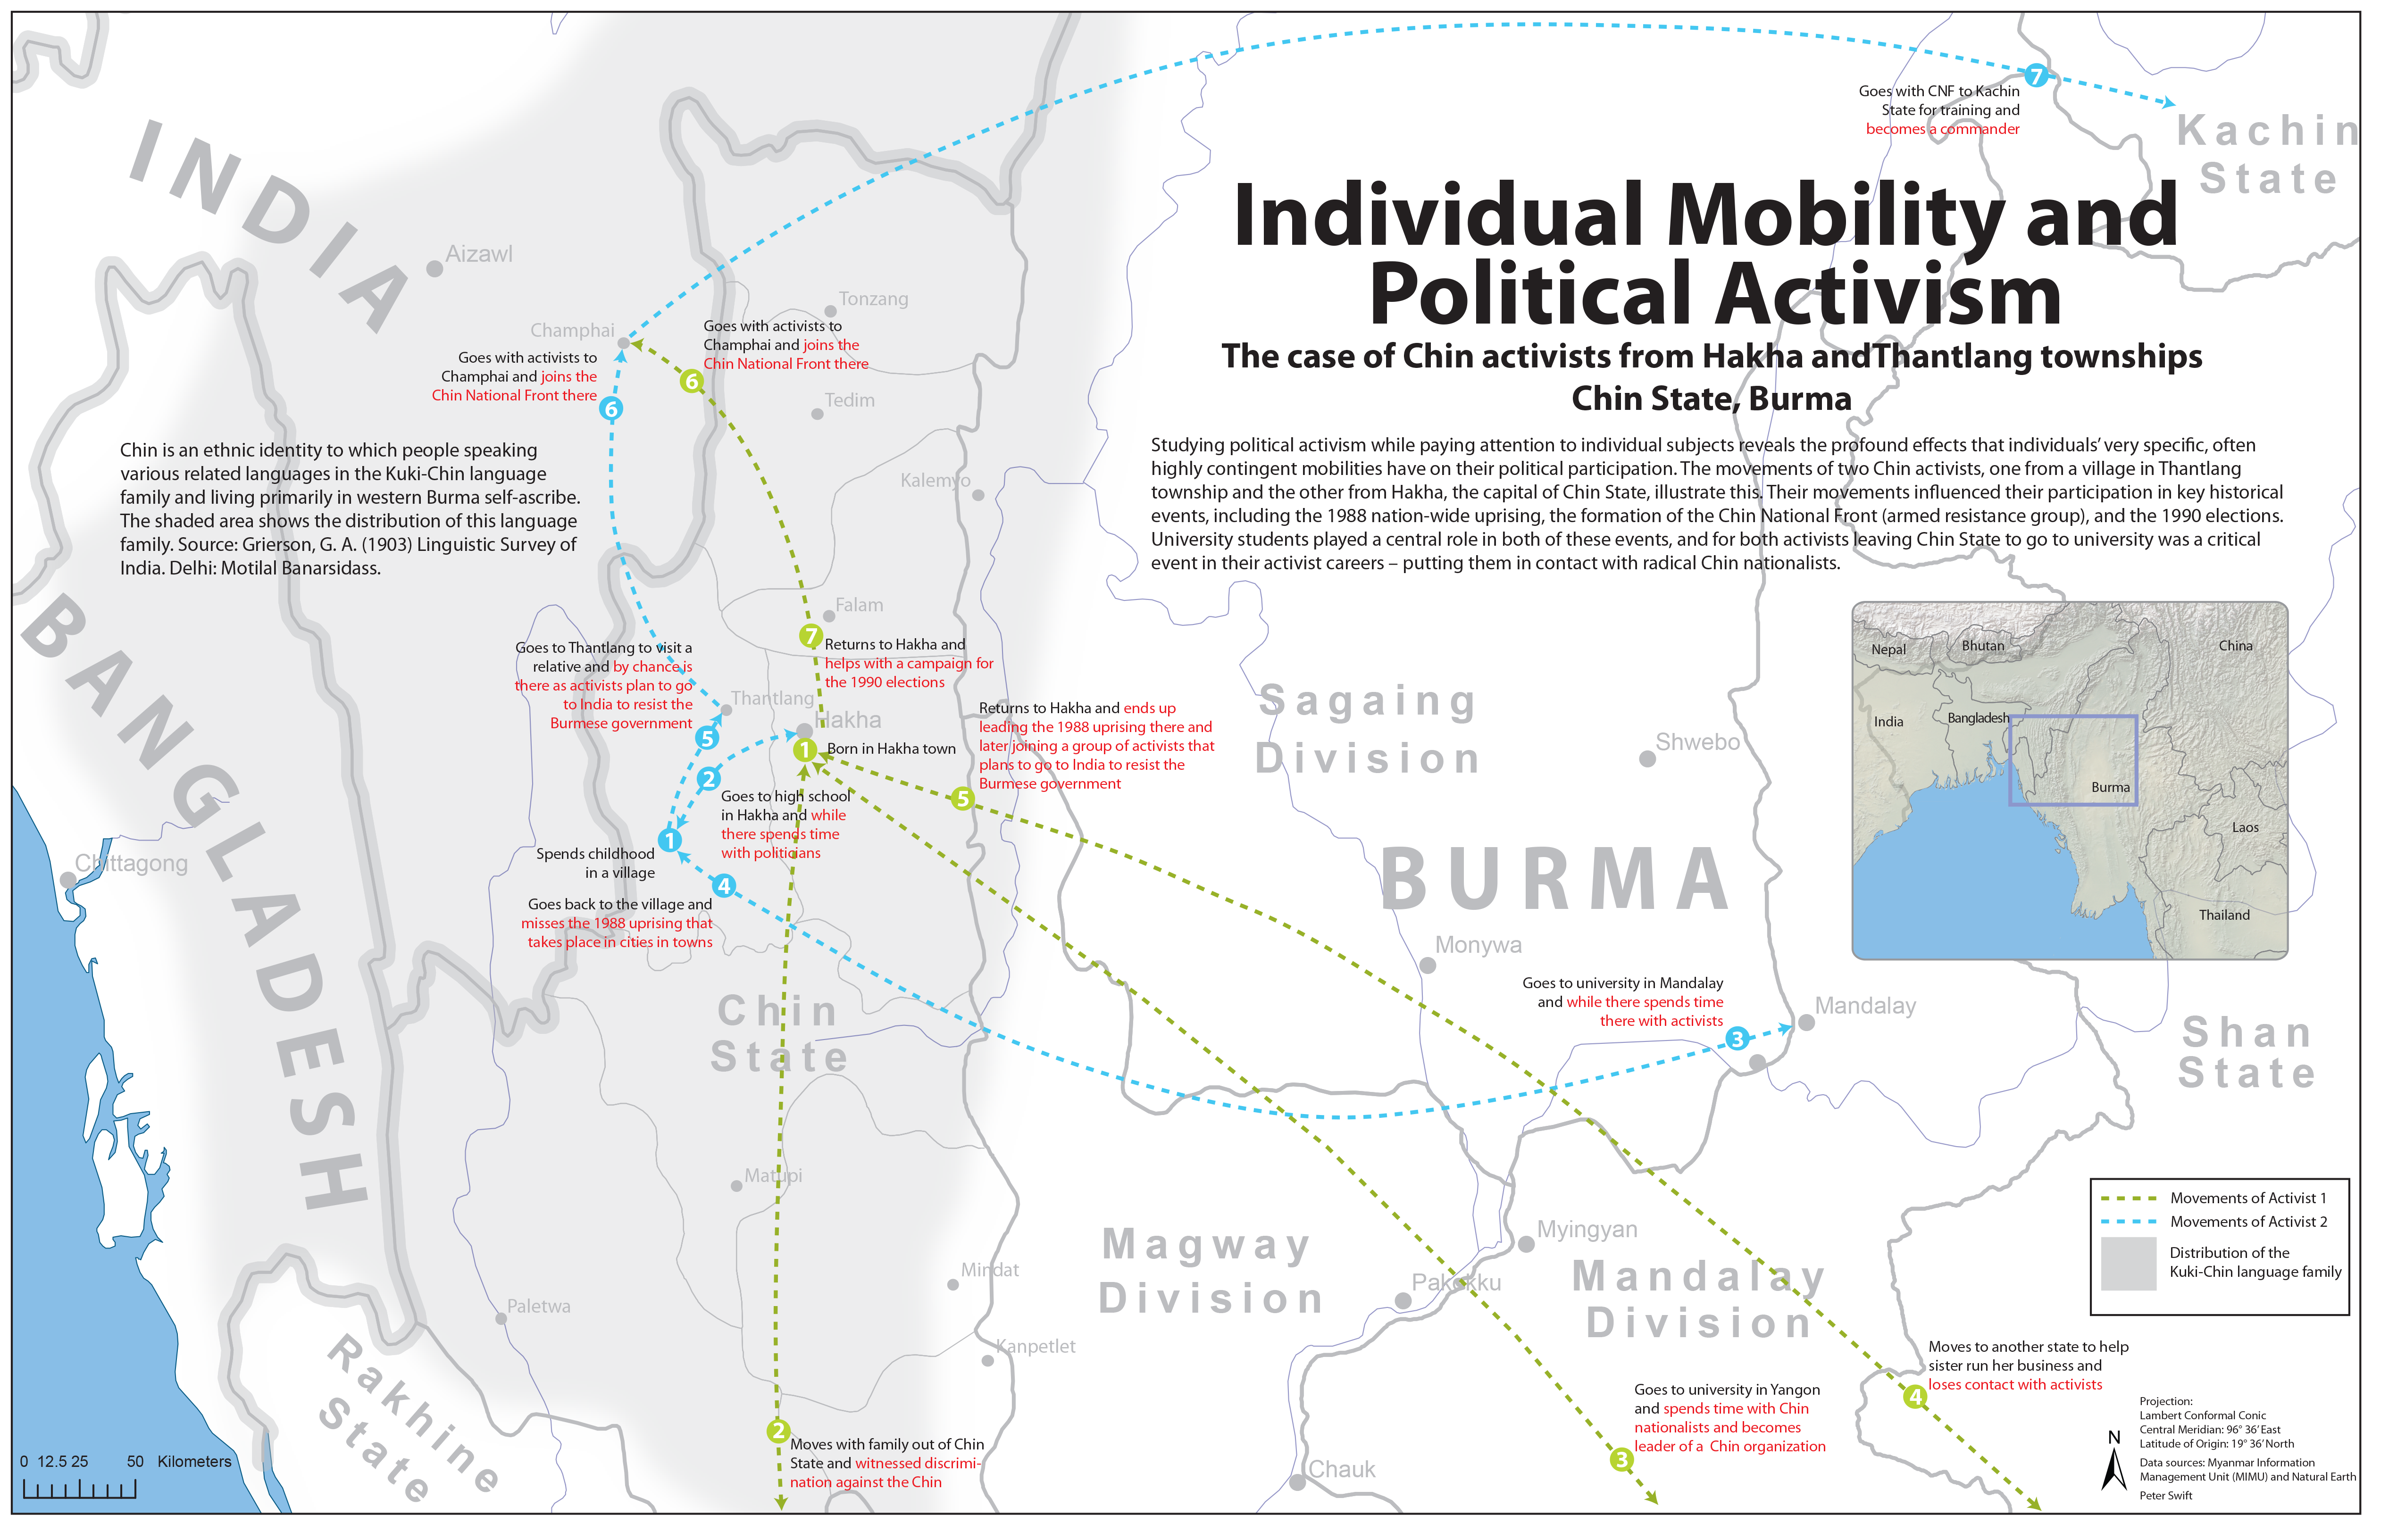 Individual Mobility and
Political Activism
The case of Chin activists from Hakha andThantlang townships
Chin State, Burma
Studying political activism while paying attention to individual subjects reveals the profound effects that individuals' very specific, often
highly contingent mobilities have on their political participation. The movements of two Chin activists, one from a village in Thantlang
township and the other from Hakha, the capital of Chin State, illustrate this. Their movements influenced their participation in key historical
events, including the 1988 nation-wide uprising, the formation of the Chin National Front (armed resistance group), and the 1990 elections.
University students played a central role in both of these events, and for both activists leaving Chin State to go to university was a critical
event in their activist careers – putting them in contact with radical Chin nationalists.
7
Goes with CNF to Kachin
State for training and
becomes a commander
Kachin
State
INDIA
Aizawl
Champhai
Tonzang
Goes with activists to
Champhai and joins the
Chin National Front there
6
Goes with activists to
Champhai and joins the
Chin National Front there
6
Tedim
Kalemyo
Chin is an ethnic identity to which people speaking
various related languages in the Kuki-Chin language
family and living primarily in western Burma self-ascribe.
The shaded area shows the distribution of this language
family. Source: Grierson, G. A. (1903) Linguistic Survey of
India. Delhi: Motilal Banarsidass.
BANGLADESH
Falam
7
Returns to Hakha and
helps with a campaign for
the 1990 elections
Goes to Thantlang to visit a
relative and by chance is
there as activists plan to go
to India to resist the
Burmese government
5
Thantlang
Hakha
1
Born in Hakha town
Returns to Hakha and ends up
leading the 1988 uprising there and
later joining a group of activists that
plans to go to India to resist the
Burmese government
5
2
Goes to high school
in Hakha and while
there spends time
with politicians
1
Spends childhood
in a village
4
Goes back to the village and
misses the 1988 uprising that
takes place in cities in towns
Chittagong
Sagaing
Division
Shwebo
BURMA
Monywa
Goes to university in Mandalay
and while there spends time
there with activists
3
Mandalay
Shan
State
Nepal
Bhutan
China
India
Bangladesh
Burma
Laos
Thailand
Chin
State
Matupi
Mindat
Paletwa
Kanpetlet
Magway
Division
Myingyan
Pakokku
Mandalay
Division
Rakhine
State
Chauk
2
Moves with family out of Chin
State and witnessed discrimi-
nation against the Chin
Goes to university in Yangon
and spends time with Chin
nationalists and becomes
leader of a Chin organization
3
Moves to another state to help
sister run her business and
loses contact with activists
4
Movements of Activist 1
Movements of Activist 2
Distribution of the
Kuki-Chin language family
0 12.5 25 50 Kilometers
N
Projection:
Lambert Conformal Conic
Central Meridian: 96° 36' East
Latitude of Origin: 19° 36' North
Data sources: Myanmar Information
Management Unit (MIMU) and Natural Earth
Peter Swift